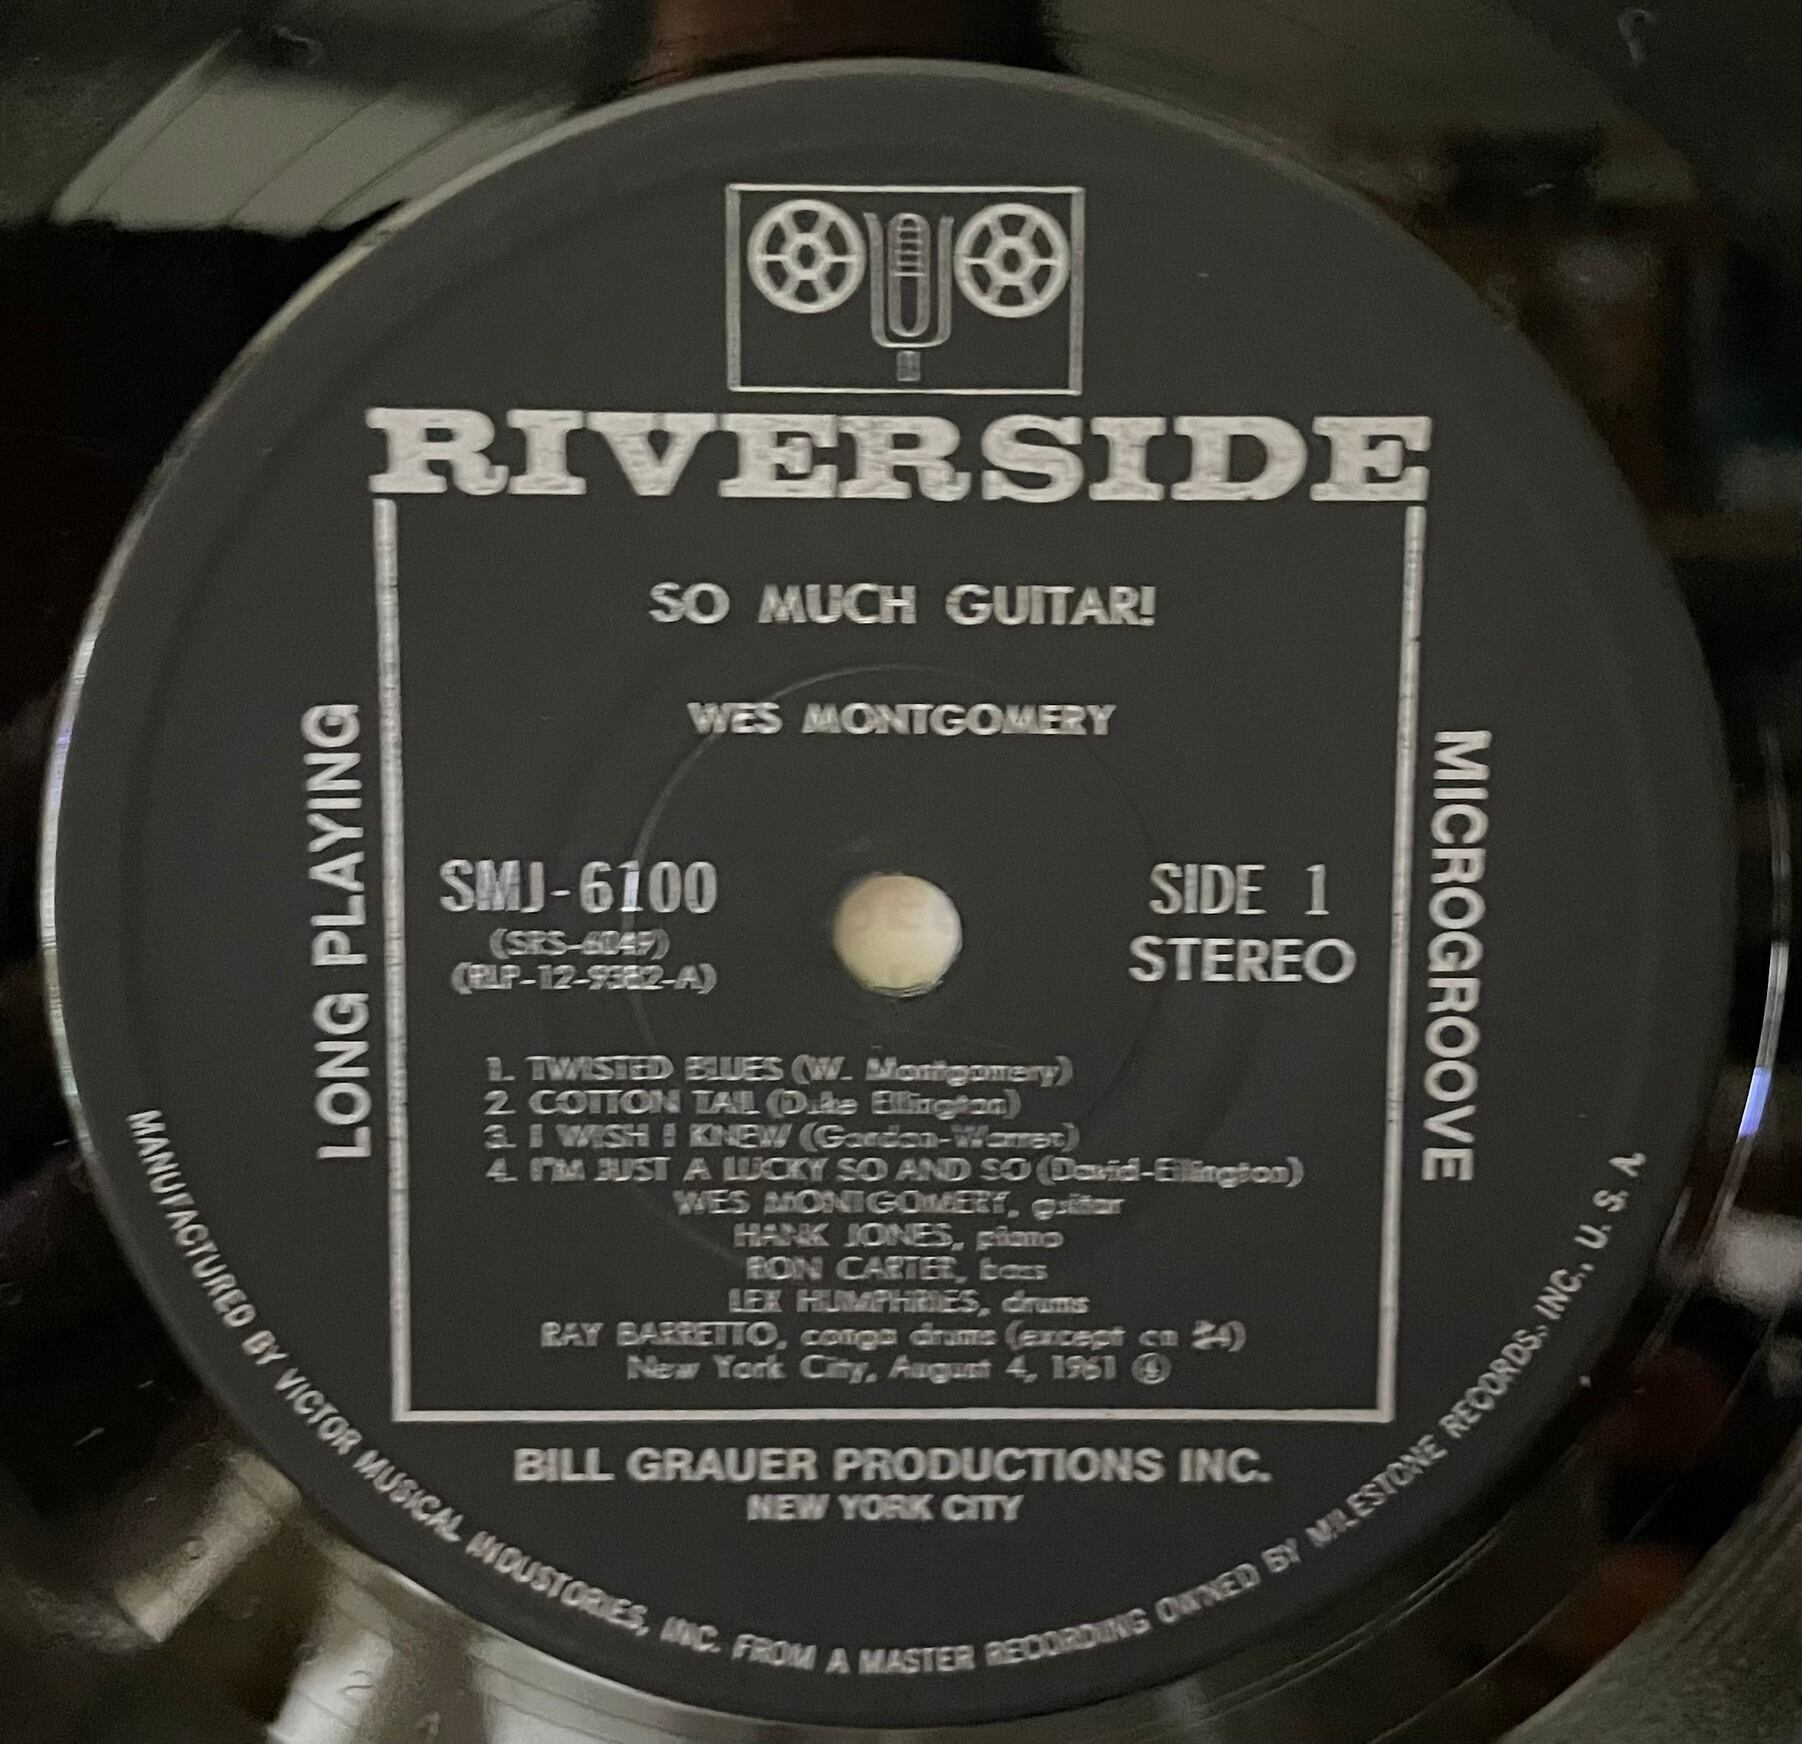 RIVERSIDE
SO MUCH GUITAR!
WES MONTGOMERY
LONG PLAYING
MICROGROOVE
SMJ-6100
(SRS-6049)
(RLP-12-9382-A)
SIDE 1
STEREO
1. TWISTED BLUES (W. Montgomery)
2. COTTON TAIL (Duke Ellington)
3. I WISH I KNEW (Gordon-Warren)
4. I'M JUST A LUCKY SO AND SO (David-Ellington)
WES MONTGOMERY, guitar
HANK JONES, piano
RON CARTER, bass
LEX HUMPHRIES, drums
RAY BARRETTO, conga drums (except on #4)
New York City, August 4, 1961 Ⓟ
BILL GRAUER PRODUCTIONS INC.
NEW YORK CITY
MANUFACTURED BY VICTOR MUSICAL INDUSTORIES, INC. FROM A MASTER RECORDING OWNED BY MILESTONE RECORDS, INC., U. S. A.